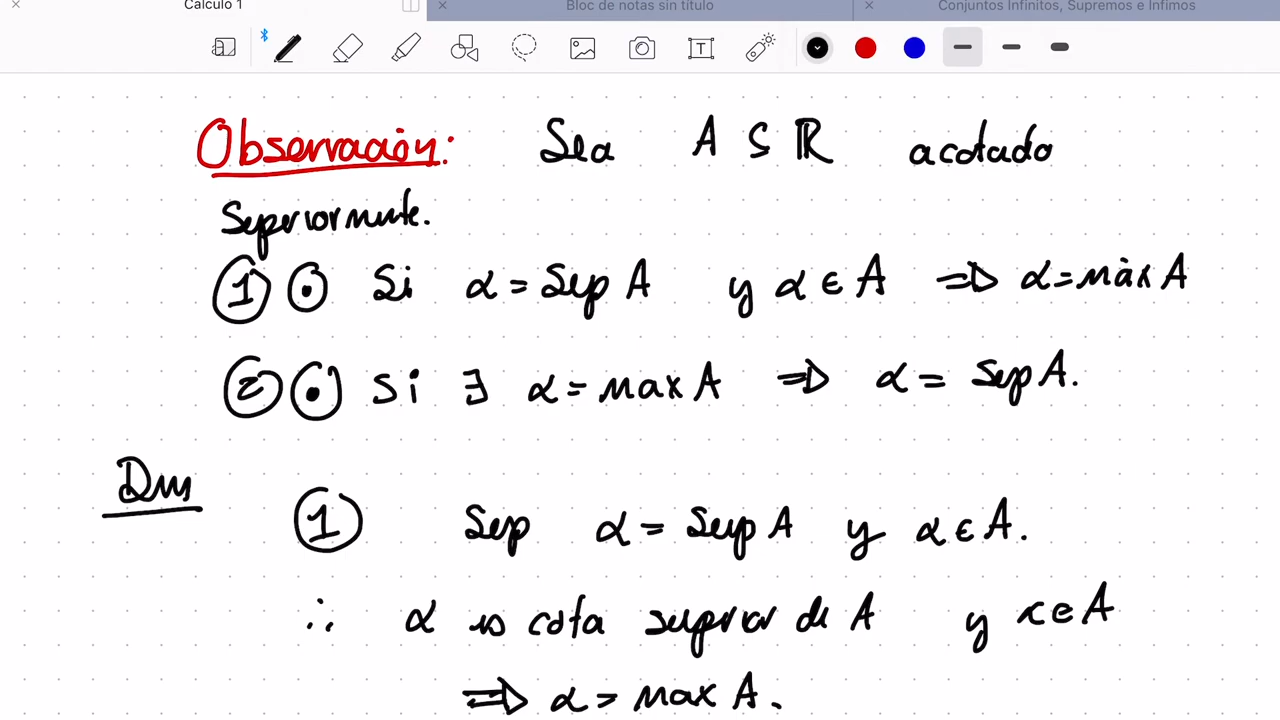 Calculo 1
Bloc de notas sin título
Conjuntos Infinitos, Supremos e Infimos
Observación: Sea A ⊆ ℝ acotado
Superiormente.
① ⊙ Si α = Sup A y α ∈ A ⇒ α = máx A
② ⊙ Si ∃ α = max A ⇒ α = Sup A.
Dm
① Sup α = Sup A y α ∈ A.
∴ α es cota superior de A y α ∈ A
⇒ α = max A.